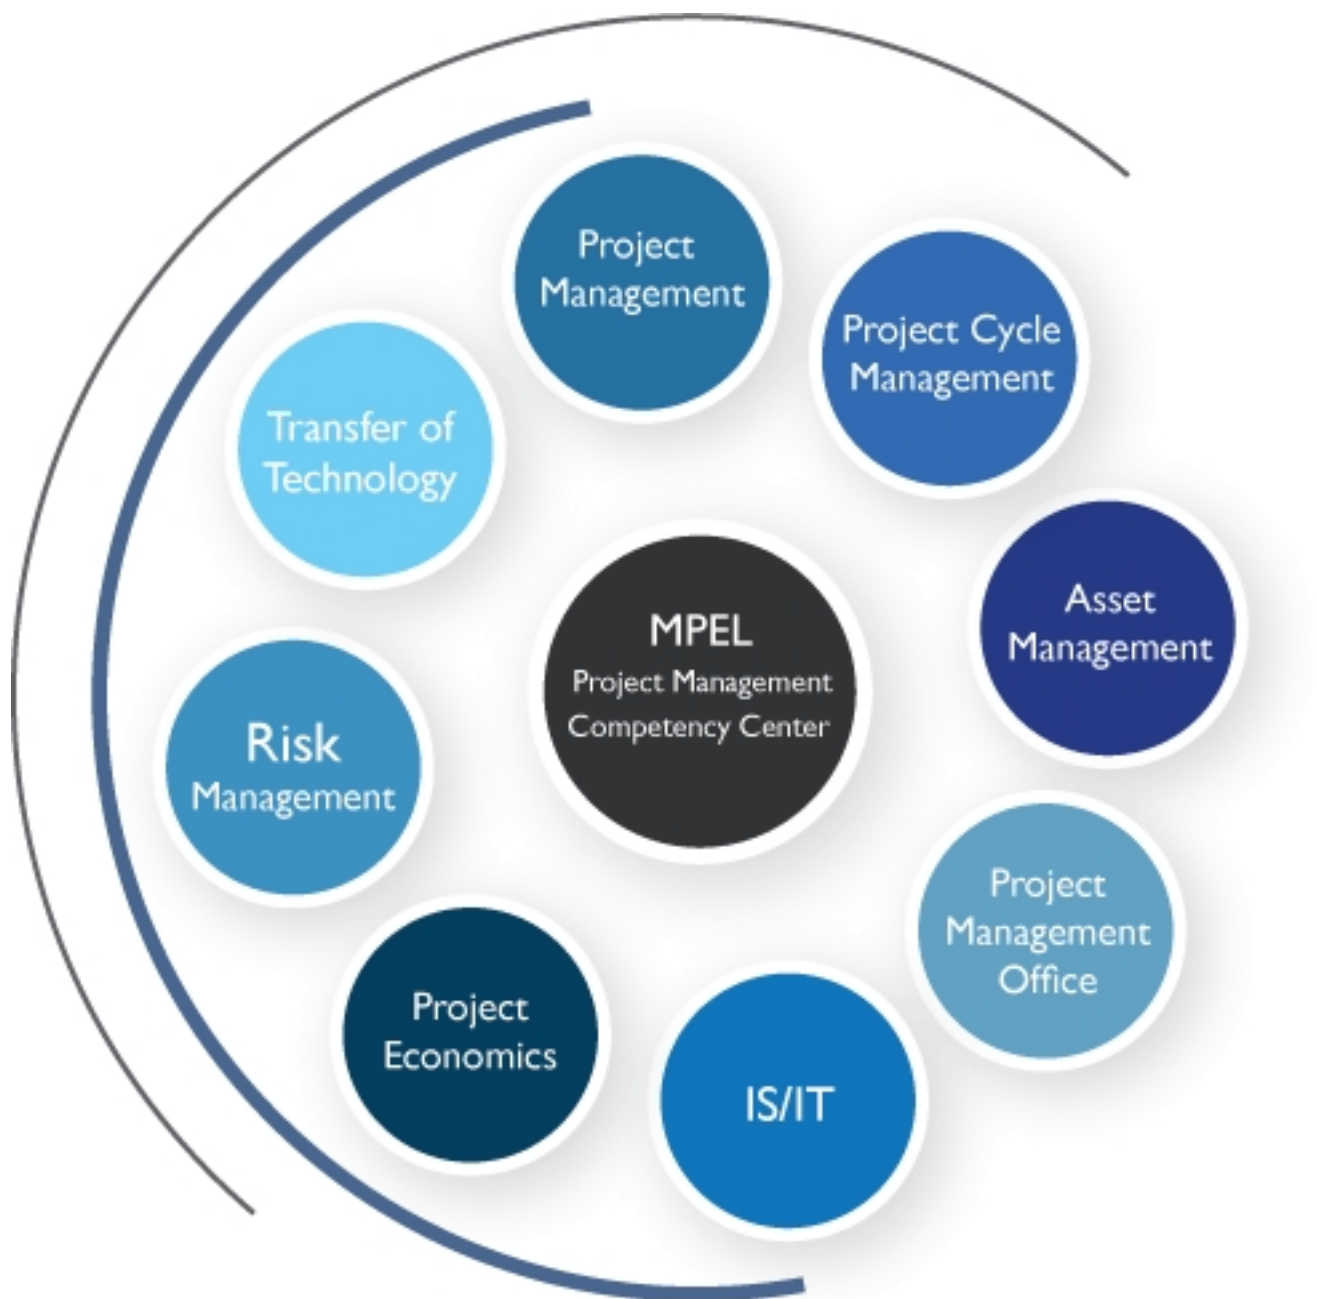 Project
Management
Project Cycle
Management
Transfer of
Technology
Asset
Management
MPEL
Project Management
Competency Center
Risk
Management
Project
Management
Office
Project
Economics
IS/IT